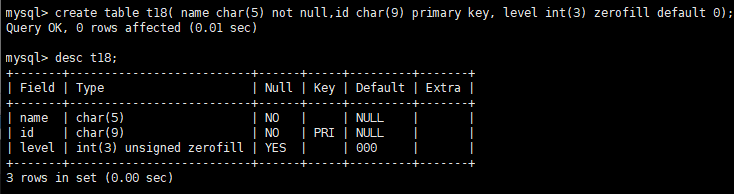 mysql> create table t18( name char(5) not null,id char(9) primary key, level int(3) zerofill default 0);
Query OK, 0 rows affected (0.01 sec)
mysql> desc t18;
+-------+--------------------------+------+-----+---------+-------+
| Field | Type                     | Null | Key | Default | Extra |
+-------+--------------------------+------+-----+---------+-------+
| name  | char(5)                  | NO   |     | NULL    |       |
| id    | char(9)                  | NO   | PRI | NULL    |       |
| level | int(3) unsigned zerofill | YES  |     | 000     |       |
+-------+--------------------------+------+-----+---------+-------+
3 rows in set (0.00 sec)